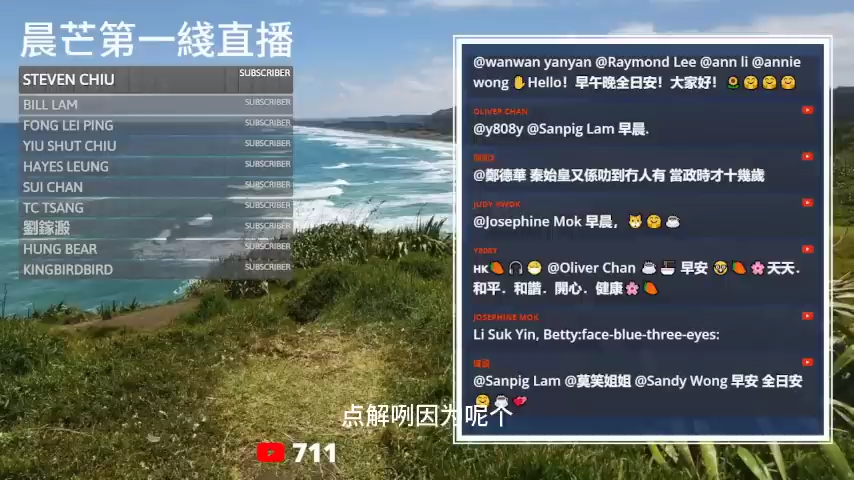 晨芒第一綫直播
STEVEN CHIU SUBSCRIBER
BILL LAM SUBSCRIBER
FONG LEI PING SUBSCRIBER
YIU SHUT CHIU SUBSCRIBER
HAYES LEUNG SUBSCRIBER
SUI CHAN SUBSCRIBER
TC TSANG SUBSCRIBER
劉鎵澱 SUBSCRIBER
HUNG BEAR SUBSCRIBER
KINGBIRDBIRD SUBSCRIBER
@wanwan yanyan @Raymond Lee @ann li @annie
wong ✋Hello! 早午晚全日安! 大家好! 🌻🤗🤗🤗
OLIVER CHAN
@y808y @Sanpig Lam 早晨.
@鄭德華 秦始皇又係叻到冇人有 當政時才十幾歲
JUDY KWOK
@Josephine Mok 早晨,
Y808Y
HK @Oliver Chan 早安 天天.
和平. 和諧. 開心. 健康
JOSEPHINE MOK
Li Suk Yin, Betty:face-blue-three-eyes:
@Sanpig Lam @莫笑姐姐 @Sandy Wong 早安 全日安
点解咧因为呢个
711